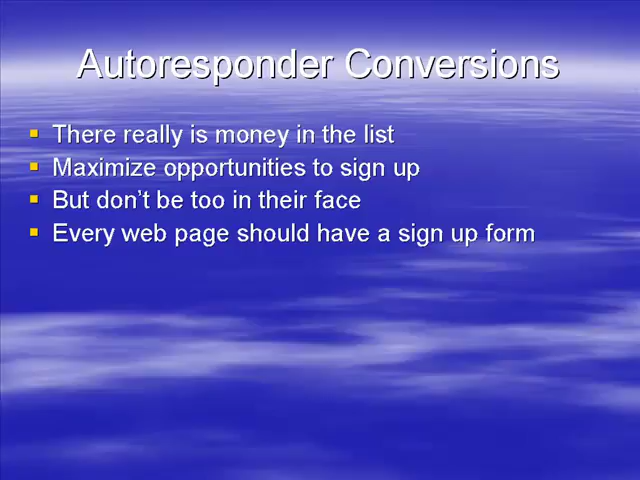 Autoresponder Conversions
There really is money in the list
Maximize opportunities to sign up
But don't be too in their face
Every web page should have a sign up form